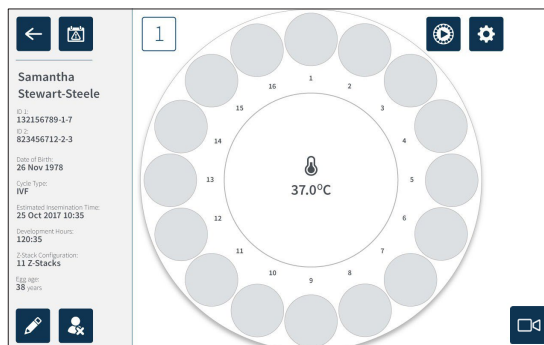 Samantha
Stewart-Steele
ID 1:
132156789-1-7
ID 2:
823456712-2-3
Date of Birth:
26 Nov 1978
Cycle Type:
IVF
Estimated Insemination Time:
25 Oct 2017 10:35
Development Hours:
120:35
Z-Stack Configuration:
11 Z-Stacks
Egg age:
38 years
1
1
2
3
4
5
6
7
8
9
10
11
12
13
14
15
16
37.0°C